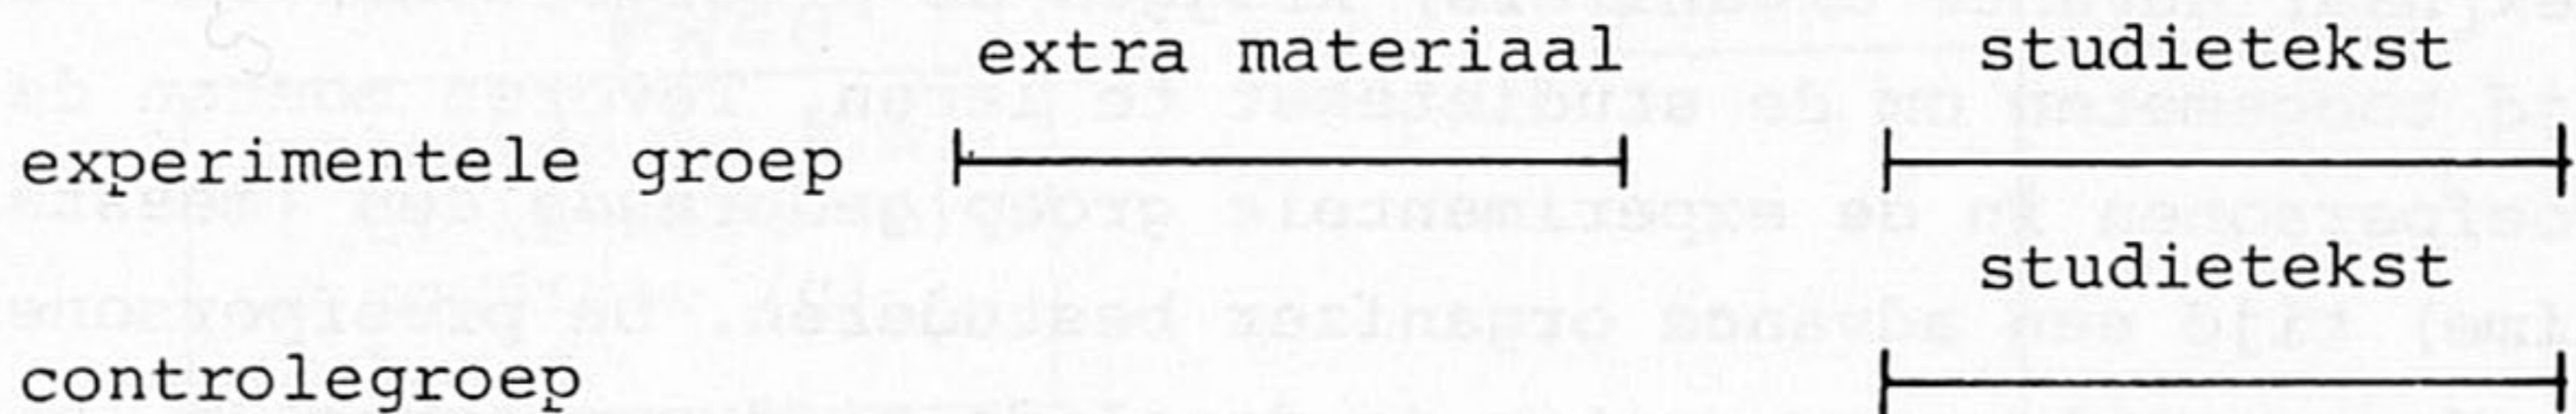 extra materiaal studietekst
experimentele groep
studietekst
controlegroep